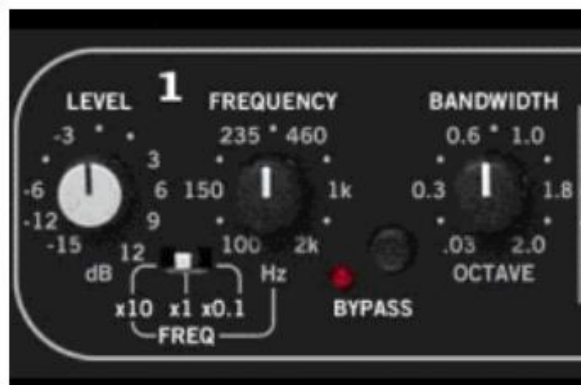 1
LEVEL FREQUENCY BANDWIDTH
-3 235 460 0.6 1.0
3
-6 6 150 1k 0.3 1.8
-12 9
-15 12 100 2k .03 2.0
dB Hz OCTAVE
x10 x1 x0.1 BYPASS
FREQ